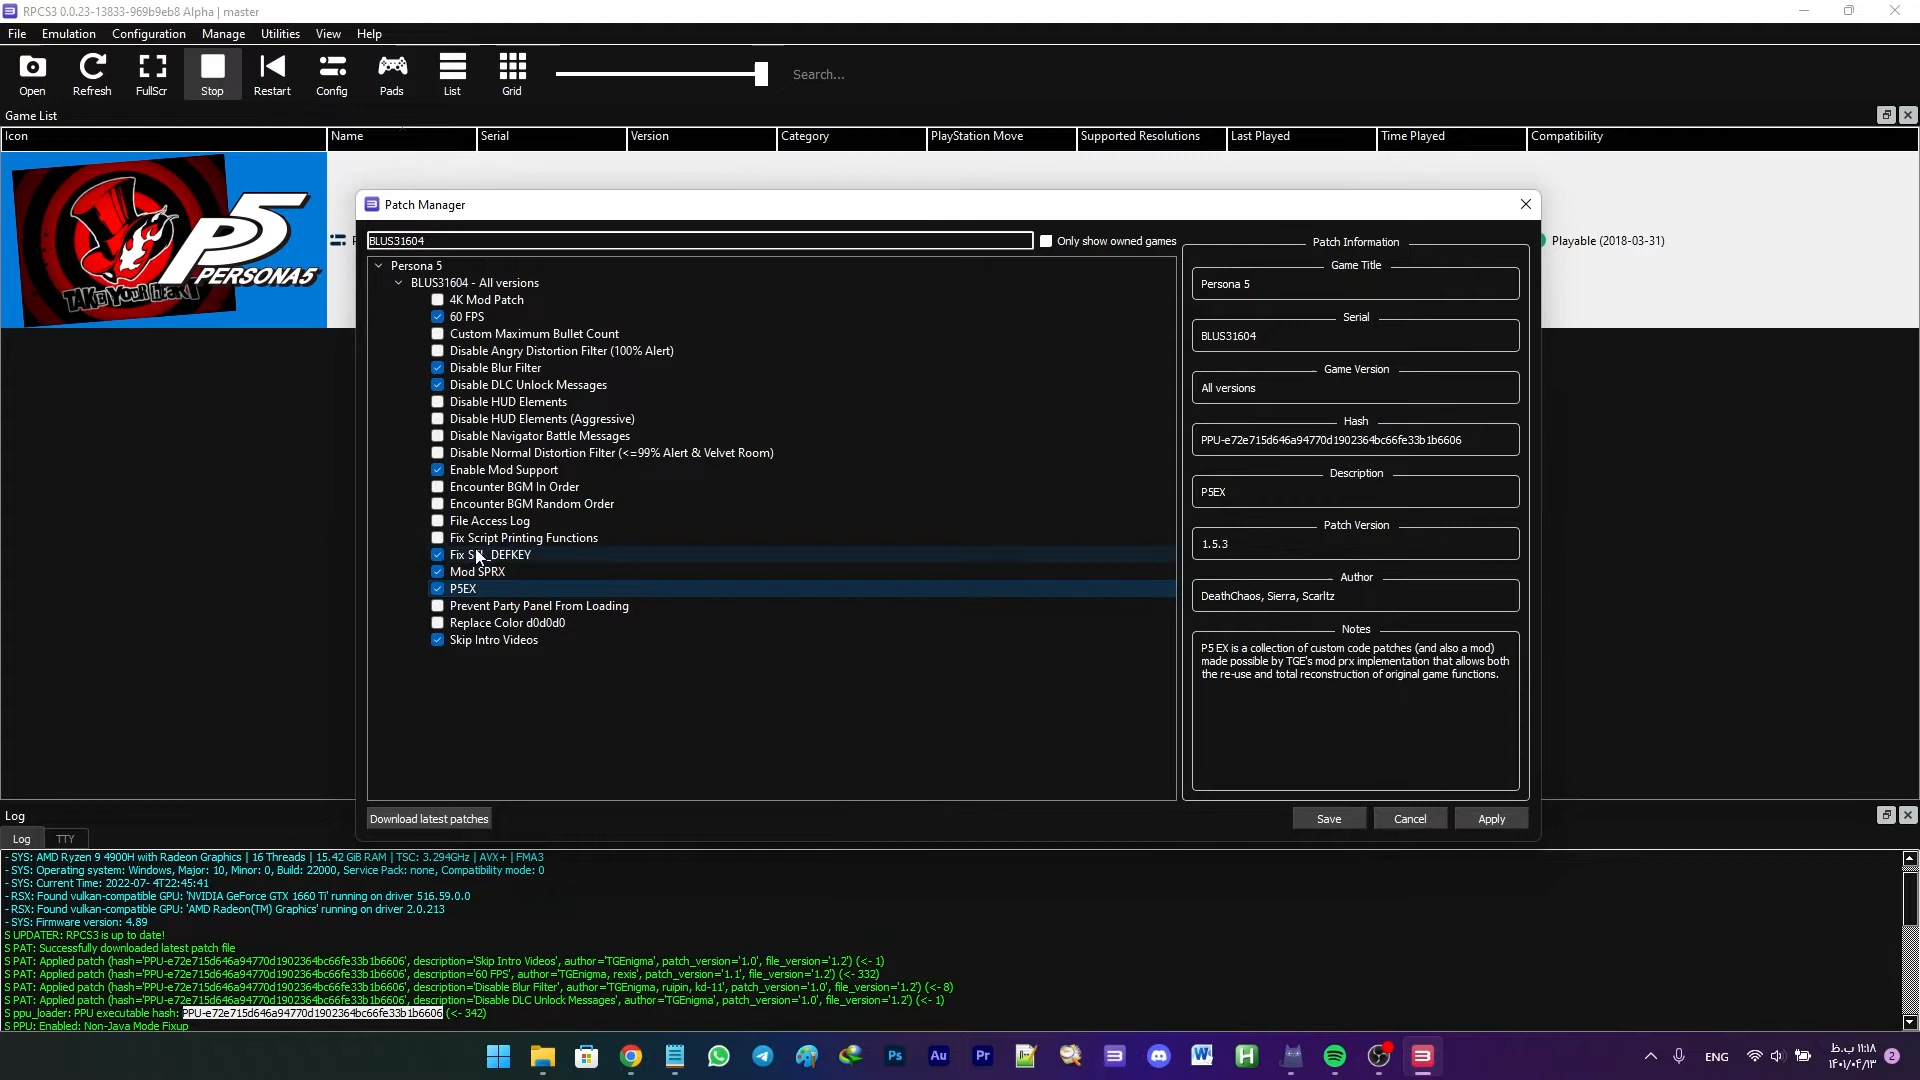 RPCS3 0.0.23-13833-969b9eb8 Alpha | master
File Emulation Configuration Manage Utilities View Help
Open Refresh FullScr Stop Restart Config Pads List Grid Search...
Game List
Icon Name Serial Version Category PlayStation Move Supported Resolutions Last Played Time Played Compatibility
P5
PERSONA5
TAKE YOUR HEART
Playable (2018-03-31)
Patch Manager
BLUS31604
Only show owned games
Persona 5
BLUS31604 - All versions
4K Mod Patch
60 FPS
Custom Maximum Bullet Count
Disable Angry Distortion Filter (100% Alert)
Disable Blur Filter
Disable DLC Unlock Messages
Disable HUD Elements
Disable HUD Elements (Aggressive)
Disable Navigator Battle Messages
Disable Normal Distortion Filter (<=99% Alert & Velvet Room)
Enable Mod Support
Encounter BGM In Order
Encounter BGM Random Order
File Access Log
Fix Script Printing Functions
Fix SEL_DEFKEY
Mod SPRX
P5EX
Prevent Party Panel From Loading
Replace Color d0d0d0
Skip Intro Videos
Patch Information
Game Title
Persona 5
Serial
BLUS31604
Game Version
All versions
Hash
PPU-e72e715d646a94770d1902364bc66fe33b1b6606
Description
P5EX
Patch Version
1.5.3
Author
DeathChaos, Sierra, Scarltz
Notes
P5 EX is a collection of custom code patches (and also a mod)
made possible by TGE's mod prx implementation that allows both
the re-use and total reconstruction of original game functions.
Download latest patches Save Cancel Apply
Log
Log TTY
- SYS: AMD Ryzen 9 4900H with Radeon Graphics | 16 Threads | 15.42 GiB RAM | TSC: 3.294GHz | AVX+ | FMA3
- SYS: Operating system: Windows, Major: 10, Minor: 0, Build: 22000, Service Pack: none, Compatibility mode: 0
- SYS: Current Time: 2022-07- 4T22:45:41
- RSX: Found vulkan-compatible GPU: 'NVIDIA GeForce GTX 1660 Ti' running on driver 516.59.0.0
- RSX: Found vulkan-compatible GPU: 'AMD Radeon(TM) Graphics' running on driver 2.0.213
- SYS: Firmware version: 4.89
S UPDATER: RPCS3 is up to date!
S PAT: Successfully downloaded latest patch file
S PAT: Applied patch (hash='PPU-e72e715d646a94770d1902364bc66fe33b1b6606', description='Skip Intro Videos', author='TGEnigma', patch_version='1.0', file_version='1.2') (<- 1)
S PAT: Applied patch (hash='PPU-e72e715d646a94770d1902364bc66fe33b1b6606', description='60 FPS', author='TGEnigma, rexis', patch_version='1.1', file_version='1.2') (<- 332)
S PAT: Applied patch (hash='PPU-e72e715d646a94770d1902364bc66fe33b1b6606', description='Disable Blur Filter', author='TGEnigma, ruipin, kd-11', patch_version='1.0', file_version='1.2') (<- 8)
S PAT: Applied patch (hash='PPU-e72e715d646a94770d1902364bc66fe33b1b6606', description='Disable DLC Unlock Messages', author='TGEnigma', patch_version='1.0', file_version='1.2') (<- 1)
S ppu_loader: PPU executable hash: PPU-e72e715d646a94770d1902364bc66fe33b1b6606 (<- 342)
S PPU: Enabled: Non-Java Mode Fixup
Ps Au Pr W H ENG ۱۱:۱۸ ب.ظ 2
۱۴۰۱/۰۴/۱۳